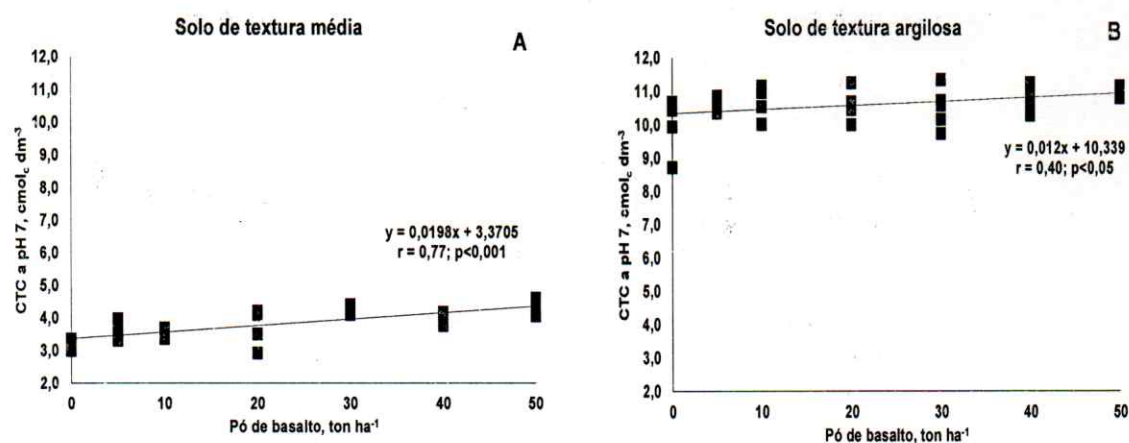 Solo de textura média
A
12,0
11,0
10,0
9,0
8,0
7,0
6,0
5,0
4,0
3,0
2,0
CTC a pH 7, cmolc dm-3
y = 0,0198x + 3,3705
r = 0,77; p<0,001
0
10
20
30
40
50
Pó de basalto, ton ha-1
Solo de textura argilosa
B
12,0
11,0
10,0
9,0
8,0
7,0
6,0
5,0
4,0
3,0
2,0
CTC a pH 7, cmolc dm-3
y = 0,012x + 10,339
r = 0,40; p<0,05
0
10
20
30
40
50
Pó de basalto, ton ha-1